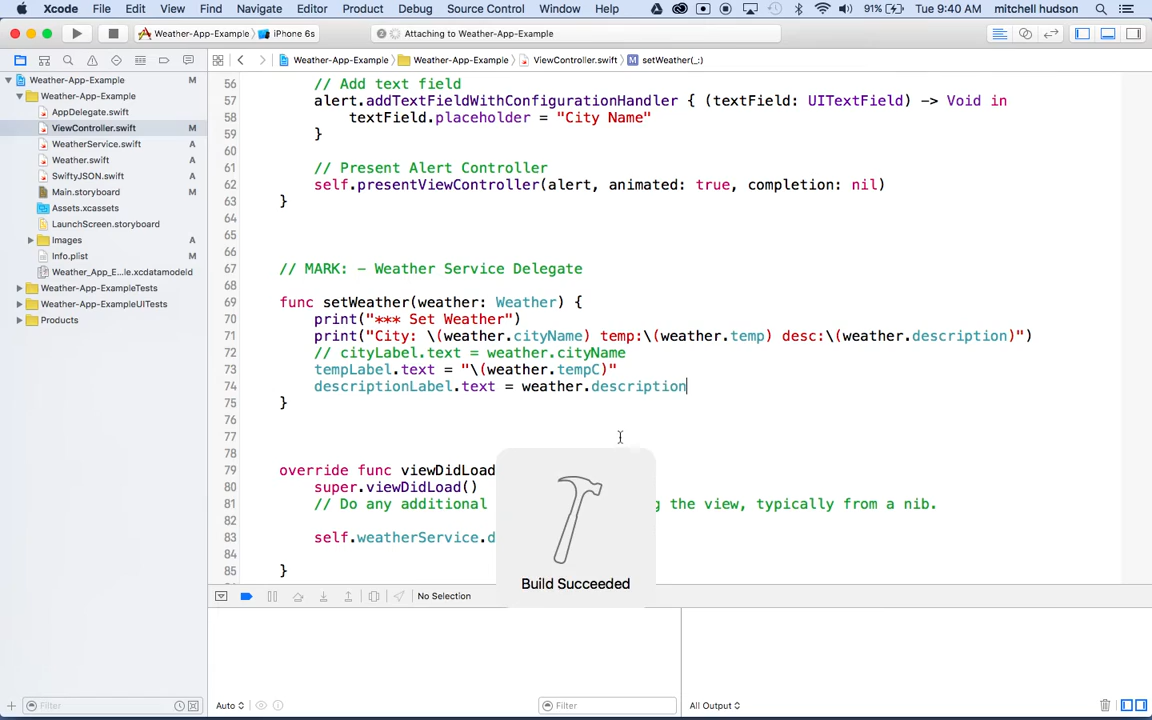 Xcode File Edit View Find Navigate Editor Product Debug Source Control Window Help 91% Tue 9:40 AM mitchell hudson
Weather-App-Example iPhone 6s 2 Attaching to Weather-App-Example
Weather-App-Example Weather-App-Example ViewController.swift M setWeather(_:)
Weather-App-Example
Weather-App-Example
AppDelegate.swift
ViewController.swift M
WeatherService.swift A
Weather.swift A
SwiftyJSON.swift A
Main.storyboard M
Assets.xcassets
LaunchScreen.storyboard
Images A
Info.plist M
Weather_App_E...le.xcdatamodeld
Weather-App-ExampleTests
Weather-App-ExampleUITests
Products
56 // Add text field
57 alert.addTextFieldWithConfigurationHandler { (textField: UITextField) -> Void in
58 textField.placeholder = "City Name"
59 }
60
61 // Present Alert Controller
62 self.presentViewController(alert, animated: true, completion: nil)
63 }
64
65
66
67 // MARK: - Weather Service Delegate
68
69 func setWeather(weather: Weather) {
70 print("*** Set Weather")
71 print("City: \(weather.cityName) temp:\(weather.temp) desc:\(weather.description)")
72 // cityLabel.text = weather.cityName
73 tempLabel.text = "\(weather.tempC)"
74 descriptionLabel.text = weather.description
75 }
76
77
78
79 override func viewDidLoad
80 super.viewDidLoad()
81 // Do any additional g the view, typically from a nib.
82
83 self.weatherService.d
84
85 }
Build Succeeded
No Selection
Auto Filter All Output
Filter